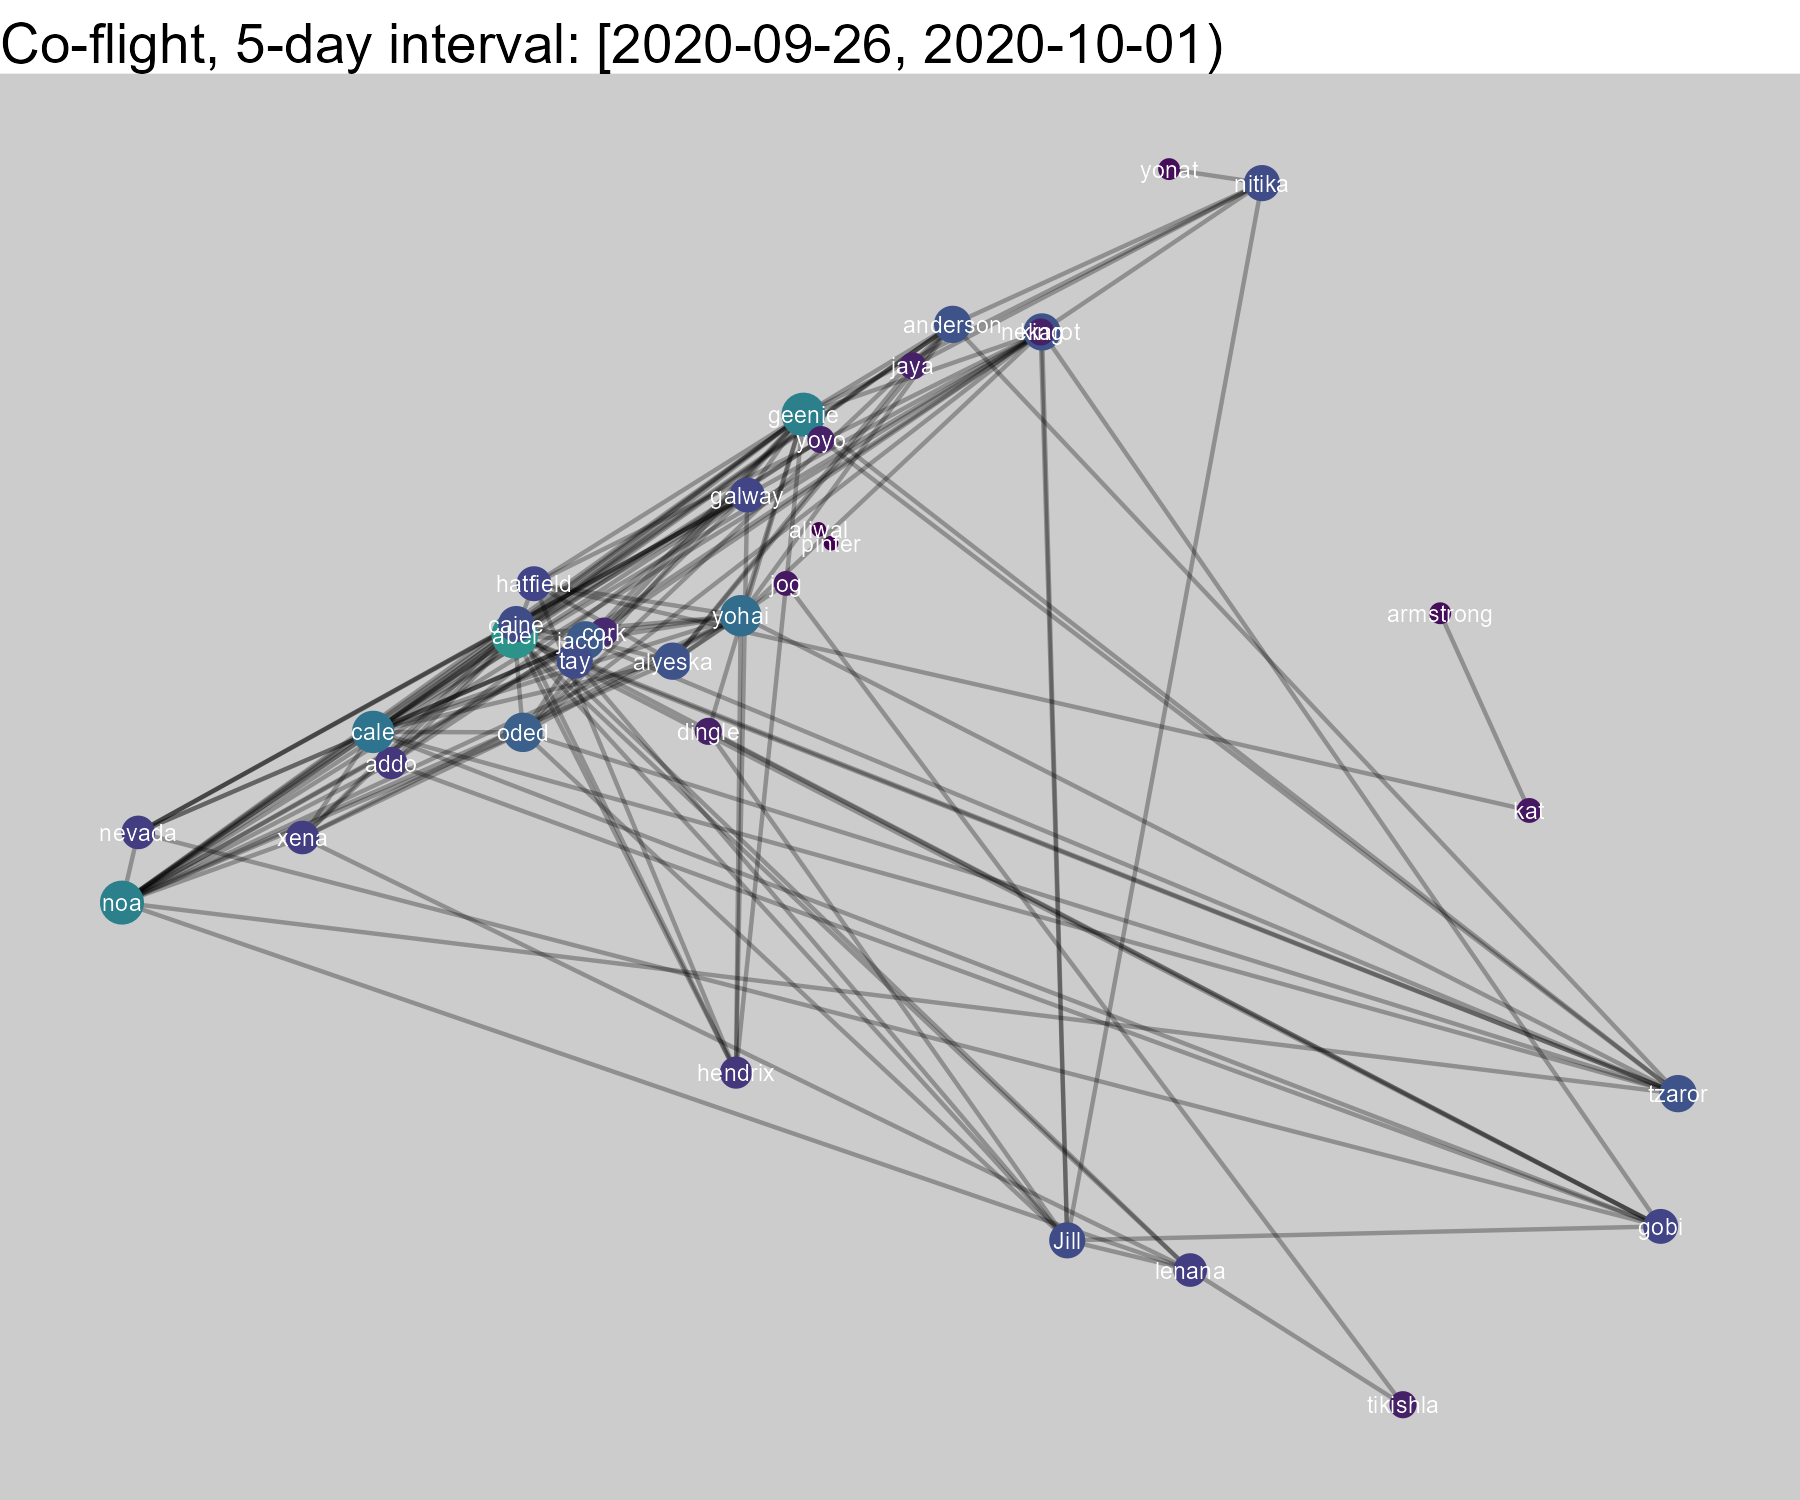 Co-flight, 5-day interval: [2020-09-26, 2020-10-01)
yonat
nitika
anderson
jaya
geenie
yoyo
galway
aliwal
pinter
hatfield
jog
armstrong
yohai
caine
abel
cork
jacob
tay
alyeska
cale
oded
dingle
addo
kat
nevada
xena
noa
hendrix
tzaror
gobi
Jill
lenana
tikishla